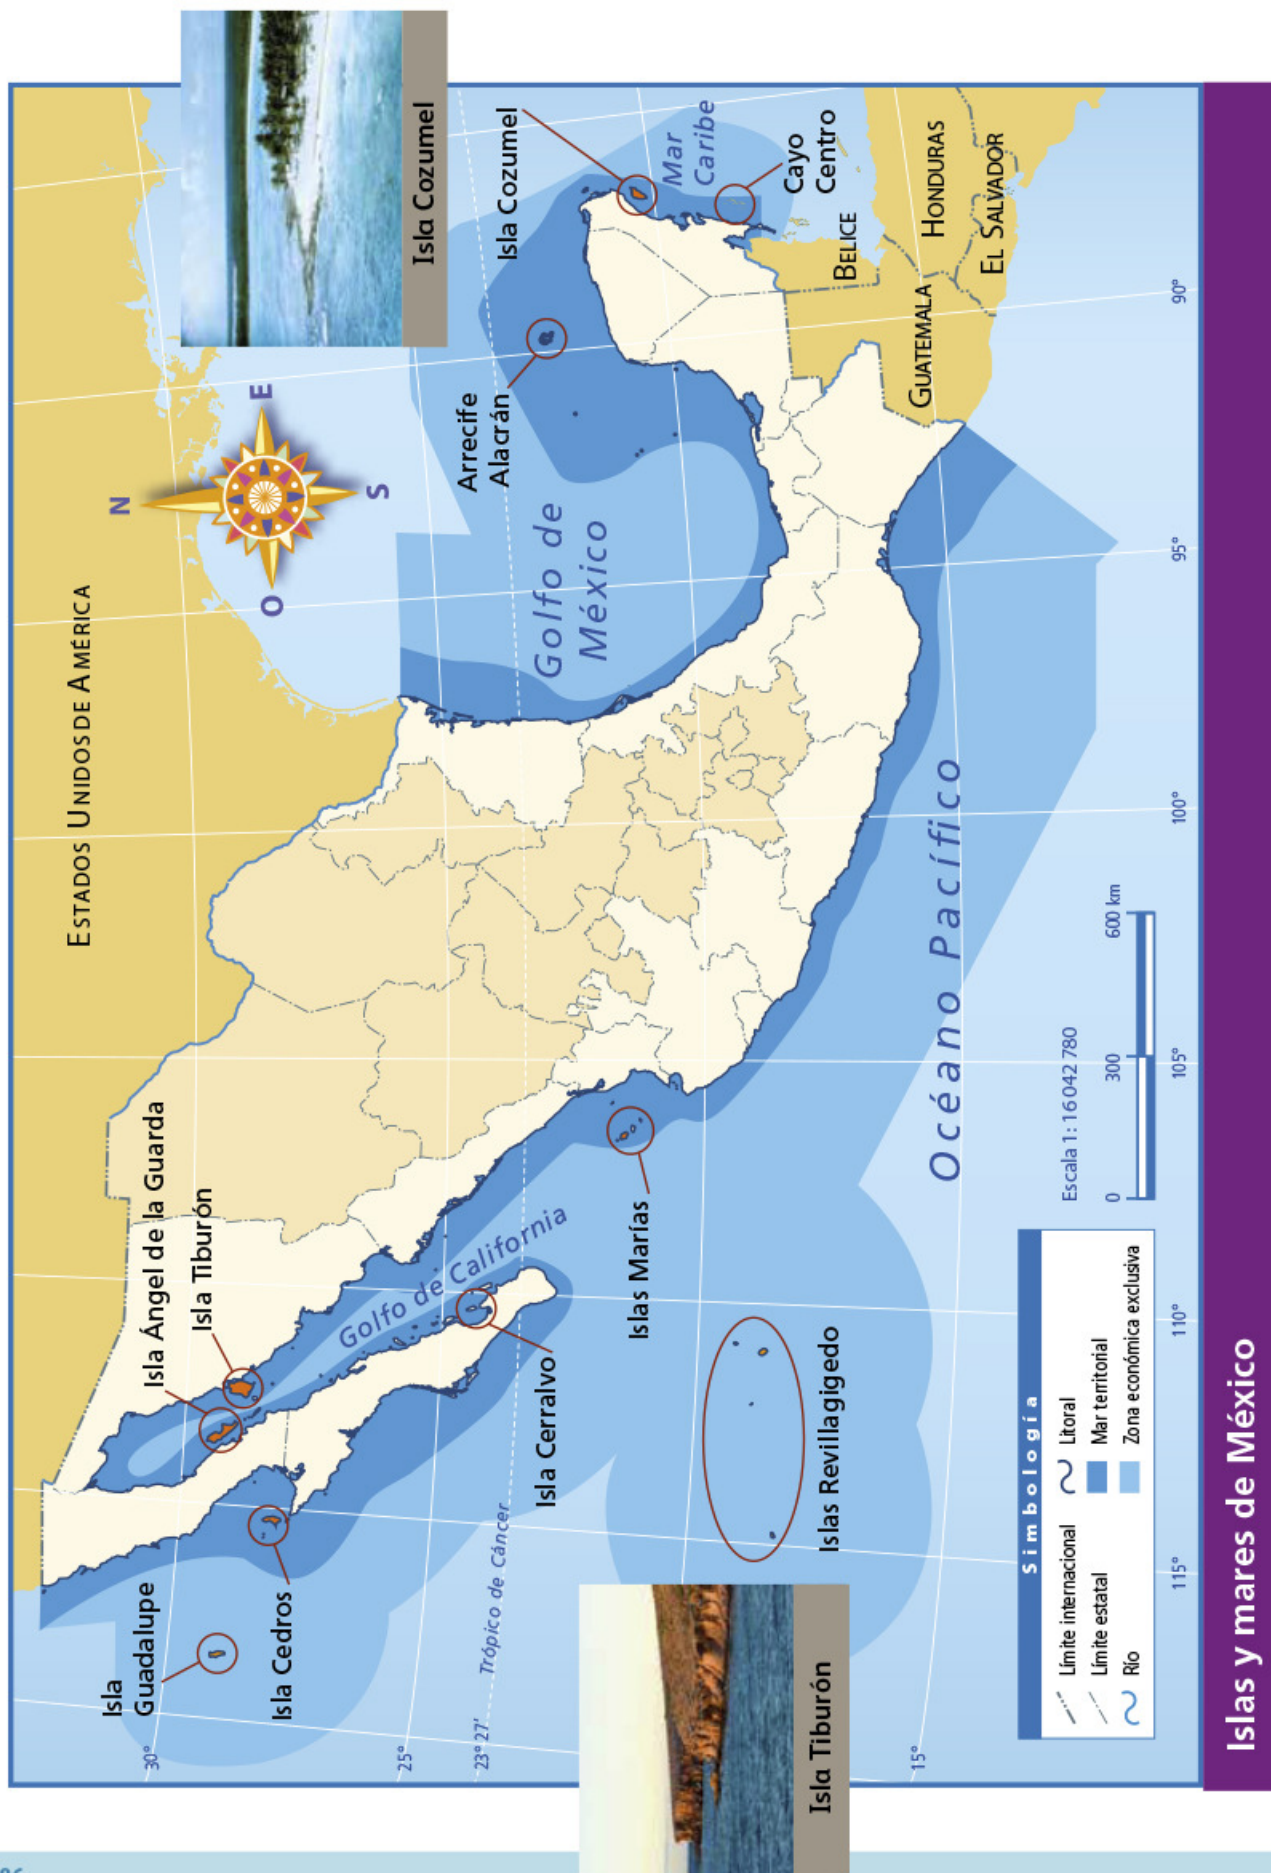 Islas y mares de México
ESTADOS UNIDOS DE AMÉRICA
N
O
E
S
Isla Cozumel
Isla
Guadalupe
Isla Cedros
Isla Ángel de la Guarda
Isla Tiburón
Golfo de California
Isla Cerralvo
Trópico de Cáncer
Islas Marías
Islas Revillagigedo
Golfo de
México
Arrecife
Alacrán
Isla Cozumel
Mar
Caribe
Cayo
Centro
BELICE
GUATEMALA
HONDURAS
EL SALVADOR
Océano Pacífico
Isla Tiburón
30°
25°
23° 27'
15°
115°
110°
105°
100°
95°
90°
Simbología
Límite internacional
Límite estatal
Río
Litoral
Mar territorial
Zona económica exclusiva
Escala 1 : 16 042 780
0 300 600 km